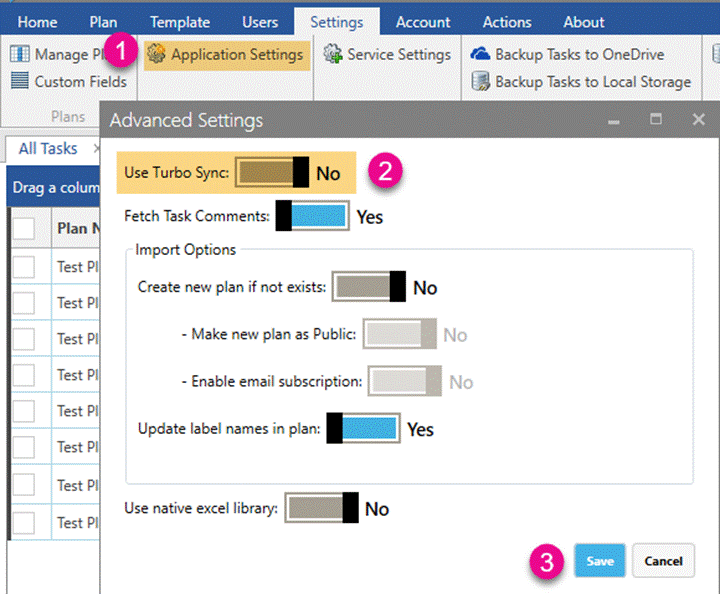 Home Plan Template Users Settings Account Actions About
Manage Pl 1 Application Settings Service Settings Backup Tasks to OneDrive
Custom Fields Backup Tasks to Local Storage
Plans
Advanced Settings
All Tasks
Drag a colum
Use Turbo Sync: No 2
Plan N
Fetch Task Comments: Yes
Import Options
Test Pl
Create new plan if not exists: No
Test Pl
- Make new plan as Public: No
Test Pl
- Enable email subscription: No
Test Pl
Test Pl
Update label names in plan: Yes
Test Pl
Test Pl
Use native excel library: No
Test Pl
3 Save Cancel